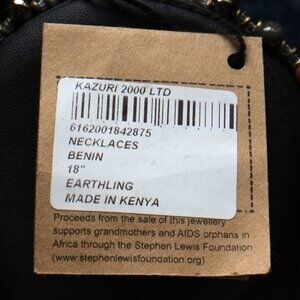 KAZURI 2000 LTD
6162001842875
NECKLACES
BENIN
18"
EARTHLING
MADE IN KENYA
Proceeds from the sale of this jewellery
supports grandmothers and AIDS orphans in
Africa through the Stephen Lewis Foundation
(www.stephenlewisfoundation.org)